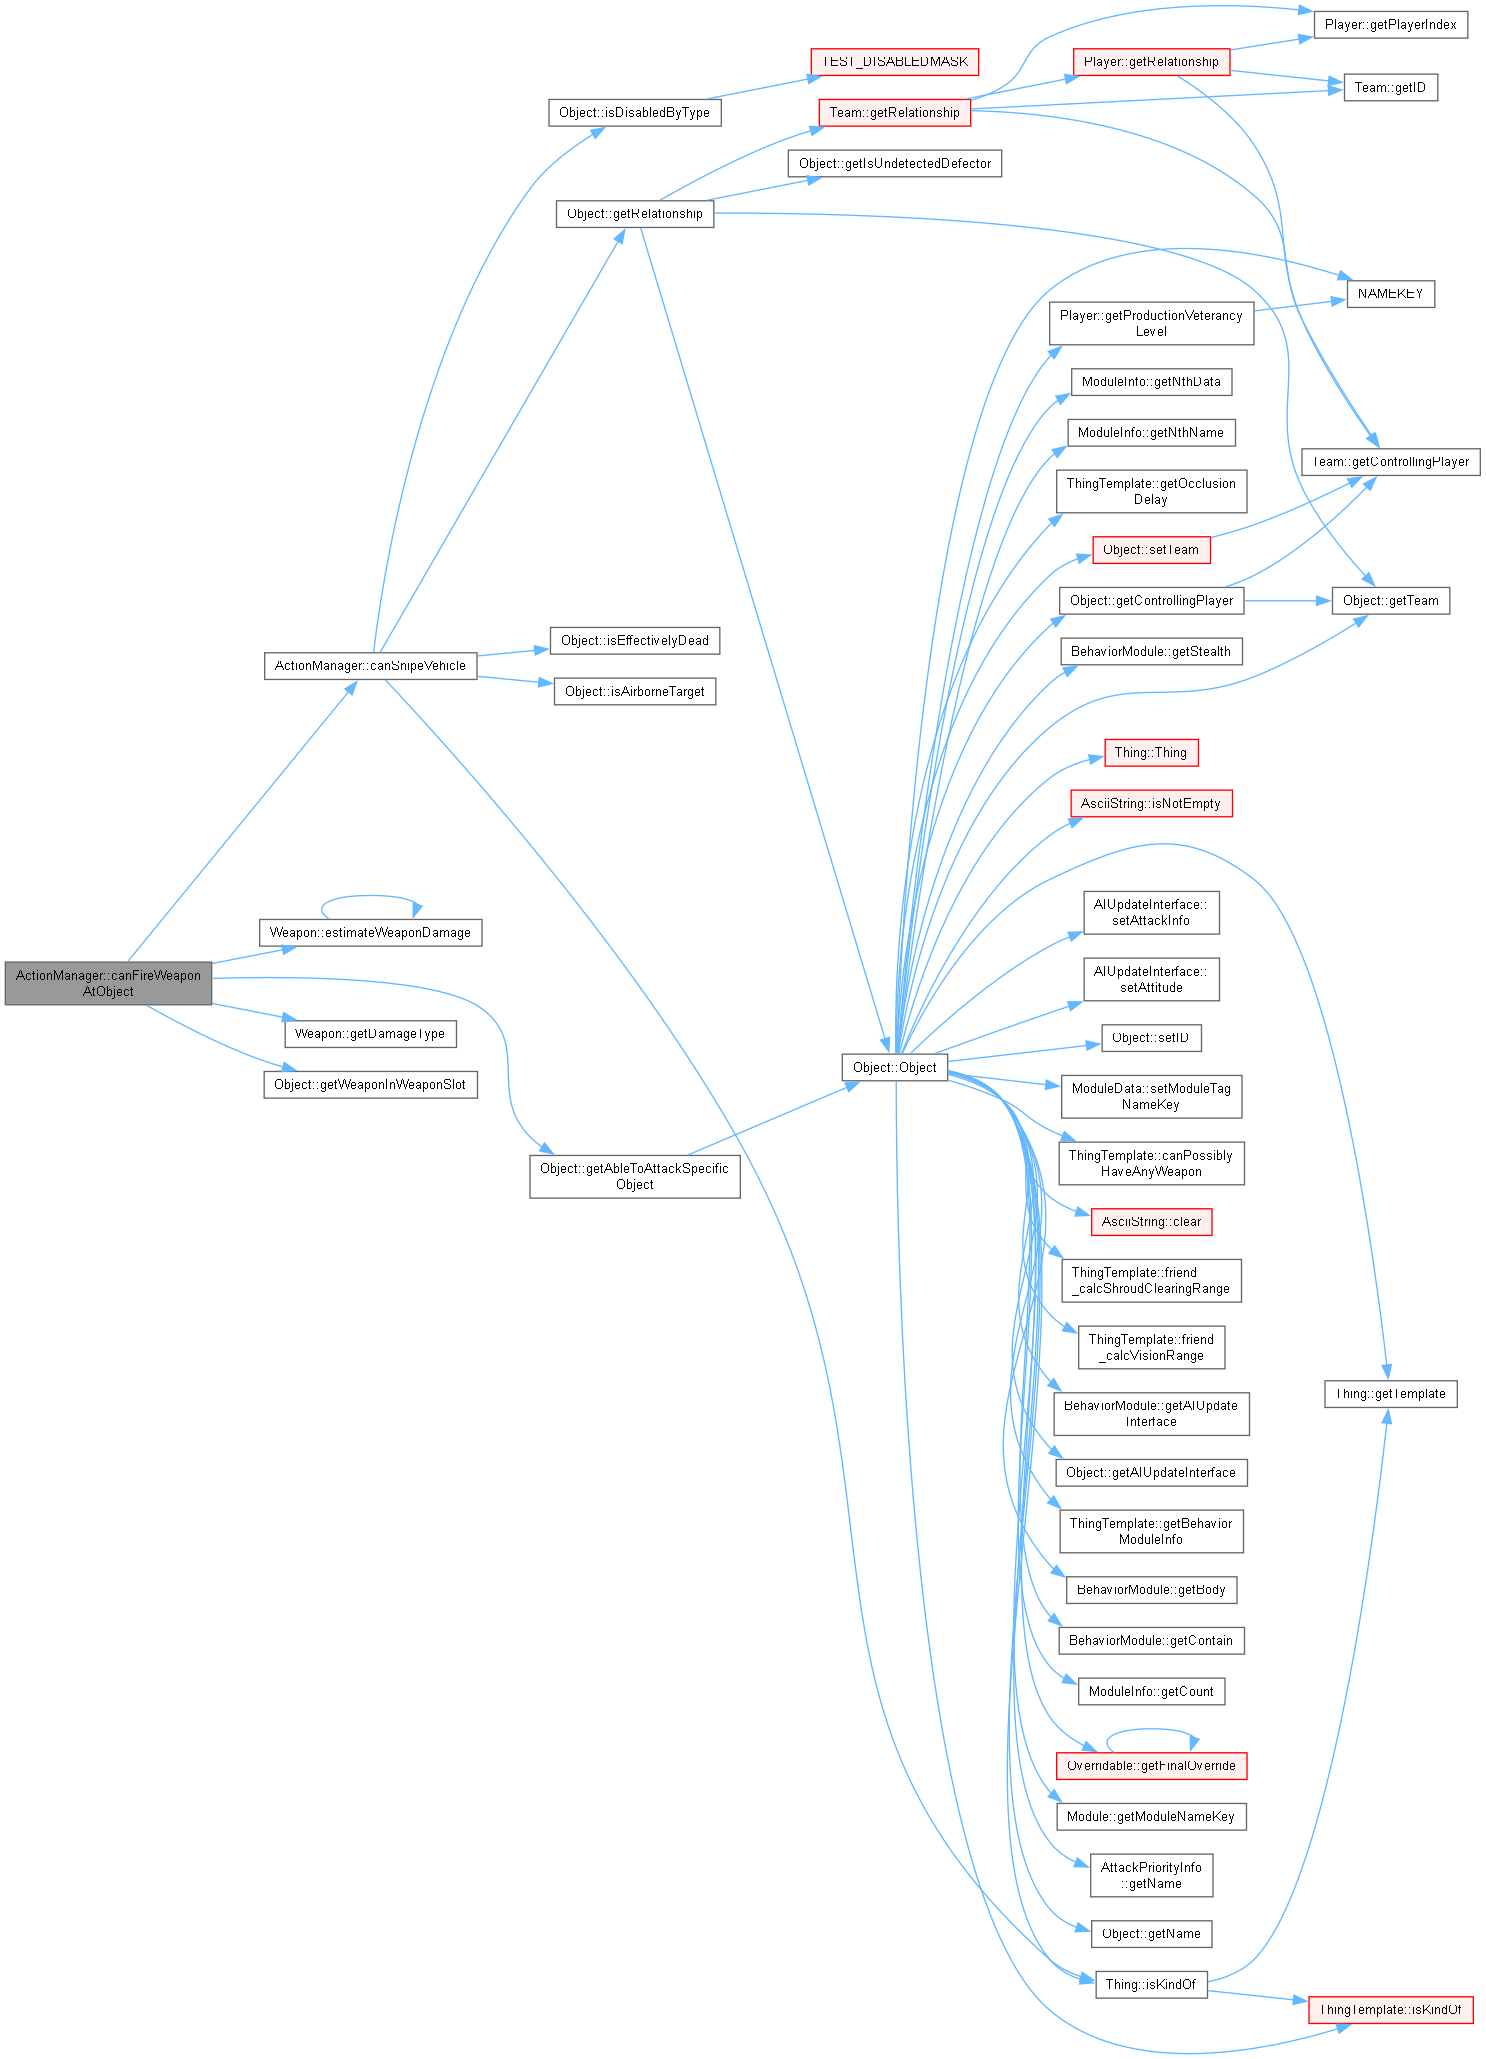 Player::getPlayerIndex
TEST_DISABLEDMASK
Player::getRelationship
Team::getID
Object::isDisabledByType
Team::getRelationship
Object::getIsUndetectedDefector
Object::getRelationship
NAMEKEY
Player::getProductionVeterancy
Level
ModuleInfo::getNthData
ModuleInfo::getNthName
Team::getControllingPlayer
ThingTemplate::getOcclusion
Delay
Object::setTeam
Object::getControllingPlayer
Object::getTeam
Object::isEffectivelyDead
BehaviorModule::getStealth
ActionManager::canSnipeVehicle
Object::isAirborneTarget
Thing::Thing
AsciiString::isNotEmpty
AIUpdateInterface::
setAttackInfo
Weapon::estimateWeaponDamage
ActionManager::canFireWeapon
AtObject
AIUpdateInterface::
setAttitude
Weapon::getDamageType
Object::setID
Object::Object
Object::getWeaponInWeaponSlot
ModuleData::setModuleTag
NameKey
ThingTemplate::canPossibly
HaveAnyWeapon
Object::getAbleToAttackSpecific
Object
AsciiString::clear
ThingTemplate::friend
_calcShroudClearingRange
ThingTemplate::friend
_calcVisionRange
Thing::getTemplate
BehaviorModule::getAIUpdate
Interface
Object::getAIUpdateInterface
ThingTemplate::getBehavior
ModuleInfo
BehaviorModule::getBody
BehaviorModule::getContain
ModuleInfo::getCount
Overridable::getFinalOverride
Module::getModuleNameKey
AttackPriorityInfo
::getName
Object::getName
Thing::isKindOf
ThingTemplate::isKindOf